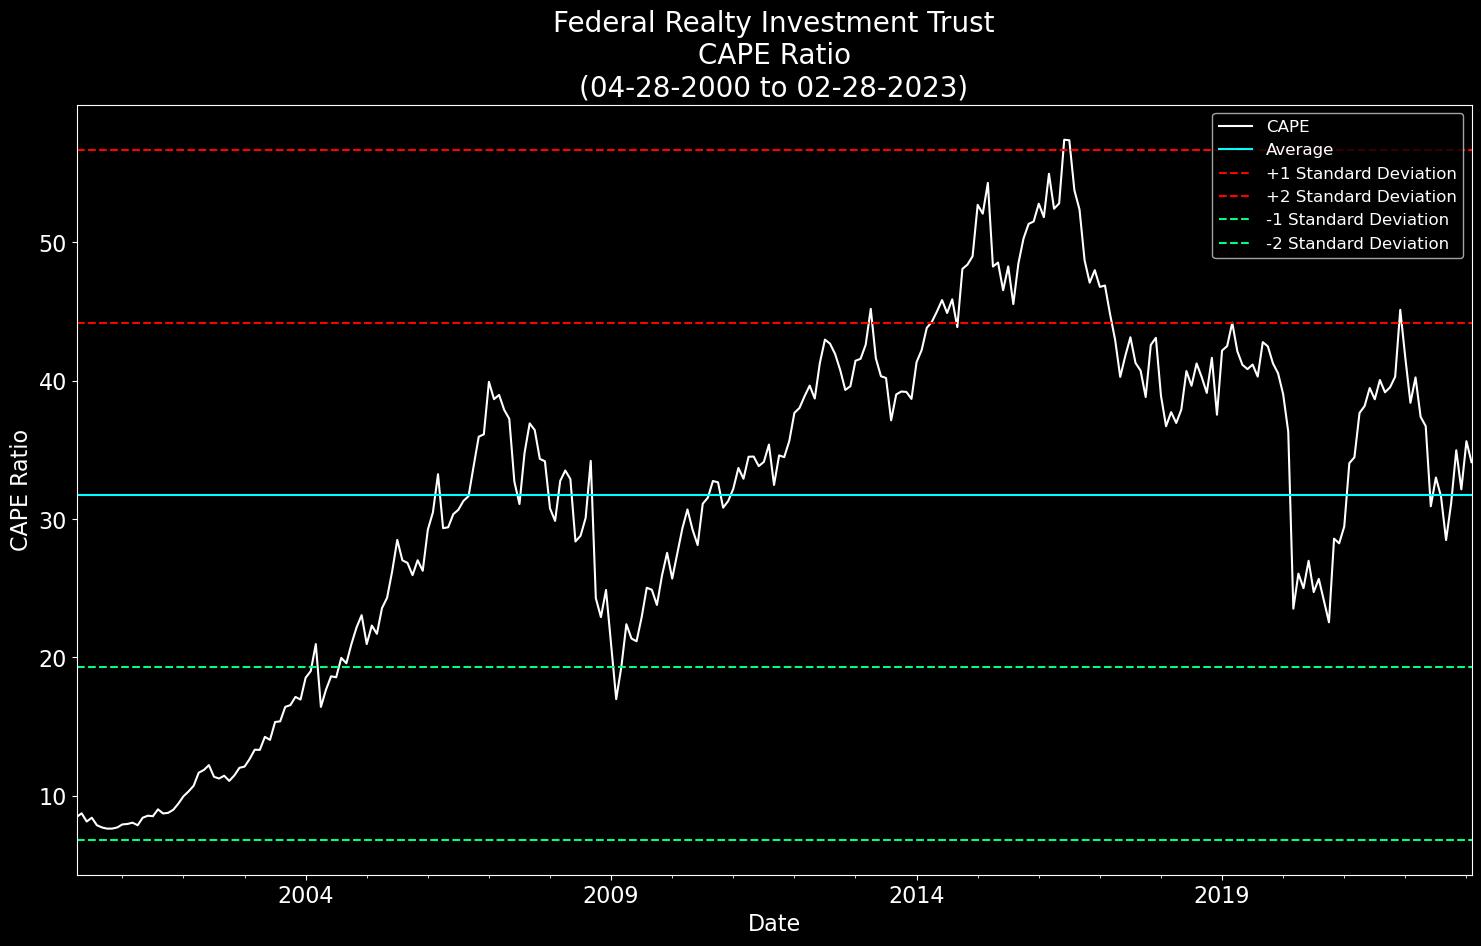 Federal Realty Investment Trust
CAPE Ratio
(04-28-2000 to 02-28-2023)
CAPE
Average
+1 Standard Deviation
+2 Standard Deviation
-1 Standard Deviation
-2 Standard Deviation
CAPE Ratio
50
40
30
20
10
2004
2009
2014
2019
Date